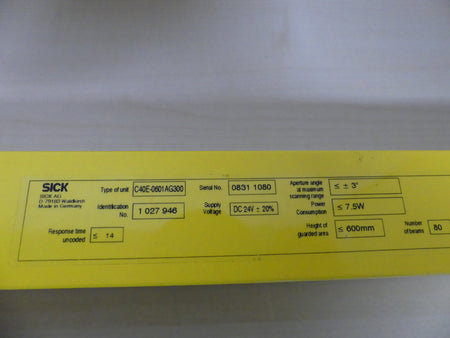 SICK
SICK AG
D-79183 Waldkirch
Made in Germany
Type of unit C40E-0601AG300
Serial No. 0831 1080
Aperture angle at maximum scanning range ≤ ± 3°
Identification No. 1 027 946
Supply Voltage DC 24V ± 20%
Power Consumption ≤ 7.5W
Response time uncoded ≤ 14
Height of guarded area ≤ 600mm
Number of beams 80